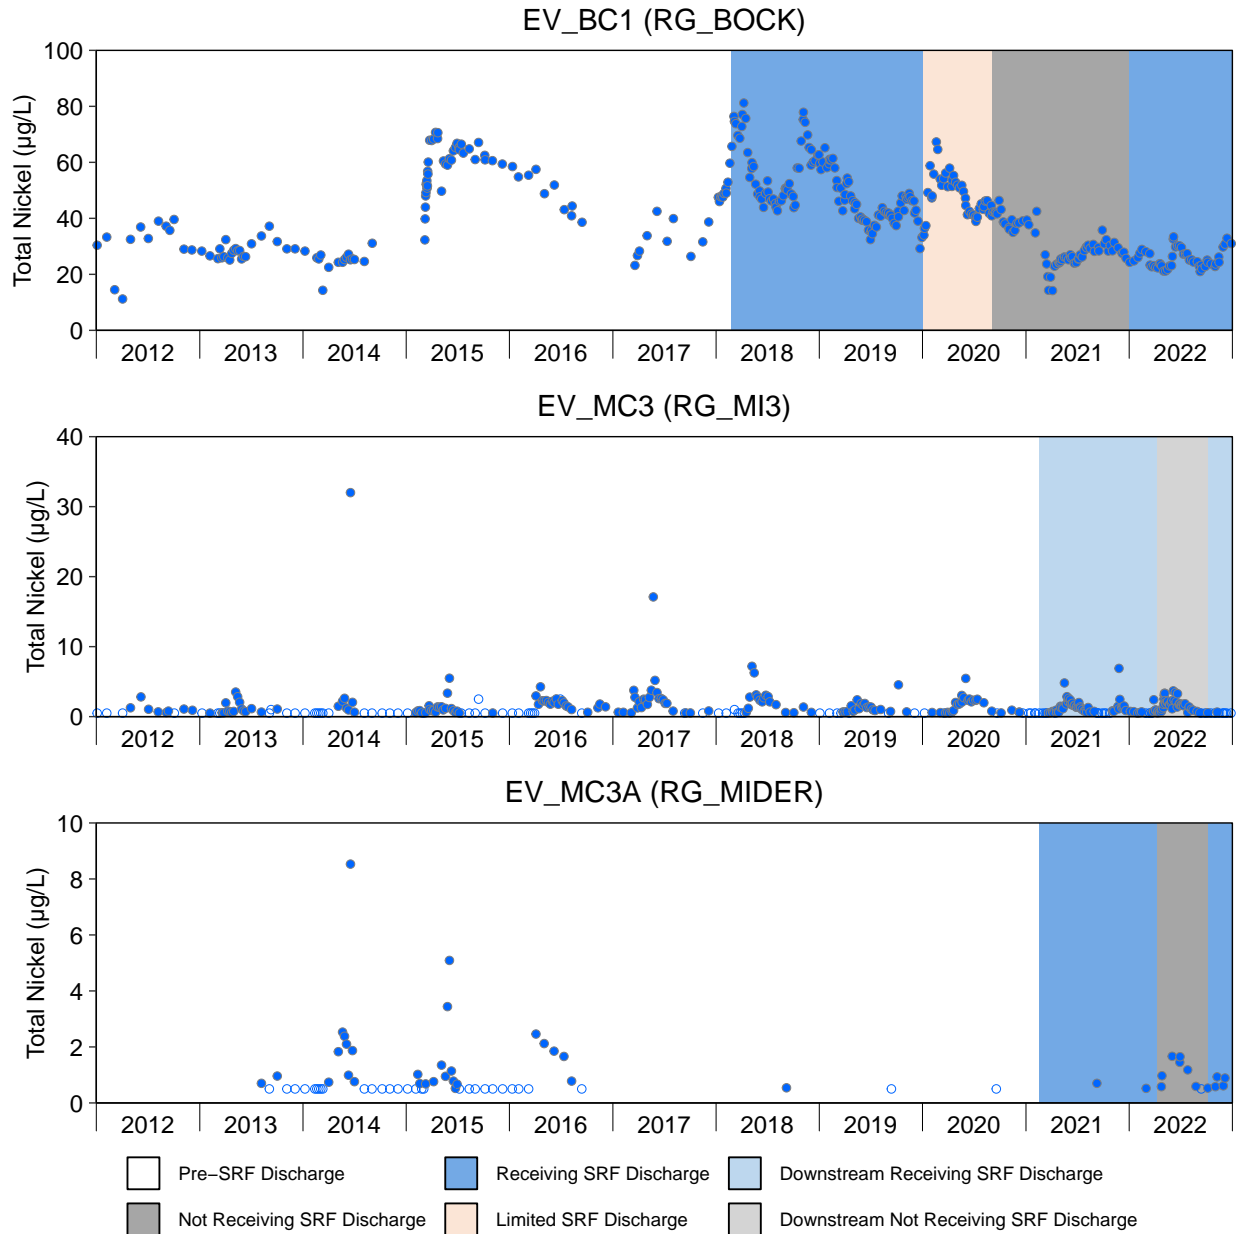 EV_BC1 (RG_BOCK)
Total Nickel (µg/L)
100
80
60
40
20
0
2012 2013 2014 2015 2016 2017 2018 2019 2020 2021 2022
EV_MC3 (RG_MI3)
Total Nickel (µg/L)
40
30
20
10
0
2012 2013 2014 2015 2016 2017 2018 2019 2020 2021 2022
EV_MC3A (RG_MIDER)
Total Nickel (µg/L)
10
8
6
4
2
0
2012 2013 2014 2015 2016 2017 2018 2019 2020 2021 2022
Pre−SRF Discharge Receiving SRF Discharge Downstream Receiving SRF Discharge
Not Receiving SRF Discharge Limited SRF Discharge Downstream Not Receiving SRF Discharge